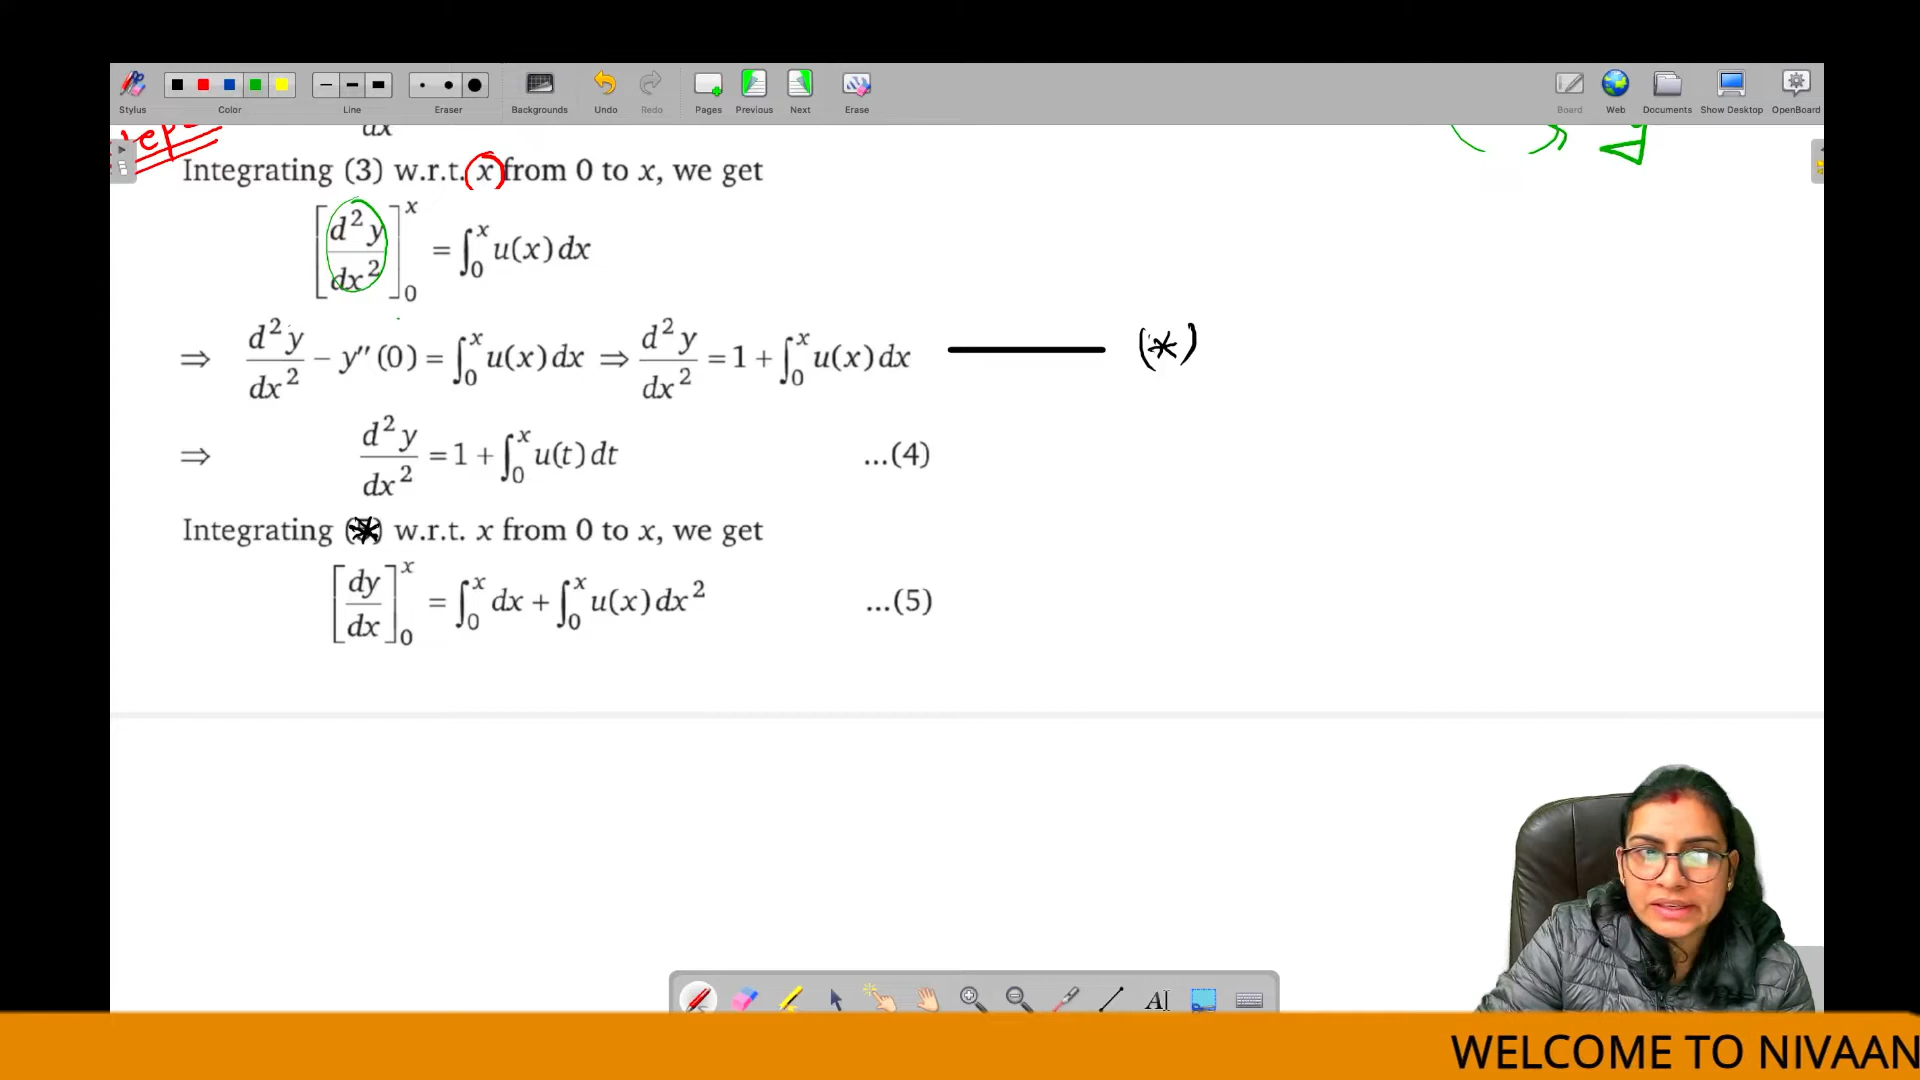 Stylus Color Line Eraser Backgrounds Undo Redo Pages Previous Next Erase Board Web Documents Show Desktop OpenBoard
dx
Integrating (3) w.r.t. x from 0 to x, we get
[d²y/dx²]₀ˣ = ∫₀ˣ u(x) dx
⇒ d²y/dx² − y″(0) = ∫₀ˣ u(x) dx ⇒ d²y/dx² = 1 + ∫₀ˣ u(x) dx ——— (*)
⇒ d²y/dx² = 1 + ∫₀ˣ u(t) dt ...(4)
Integrating (*) w.r.t. x from 0 to x, we get
[dy/dx]₀ˣ = ∫₀ˣ dx + ∫₀ˣ u(x) dx² ...(5)
WELCOME TO NIVAAN